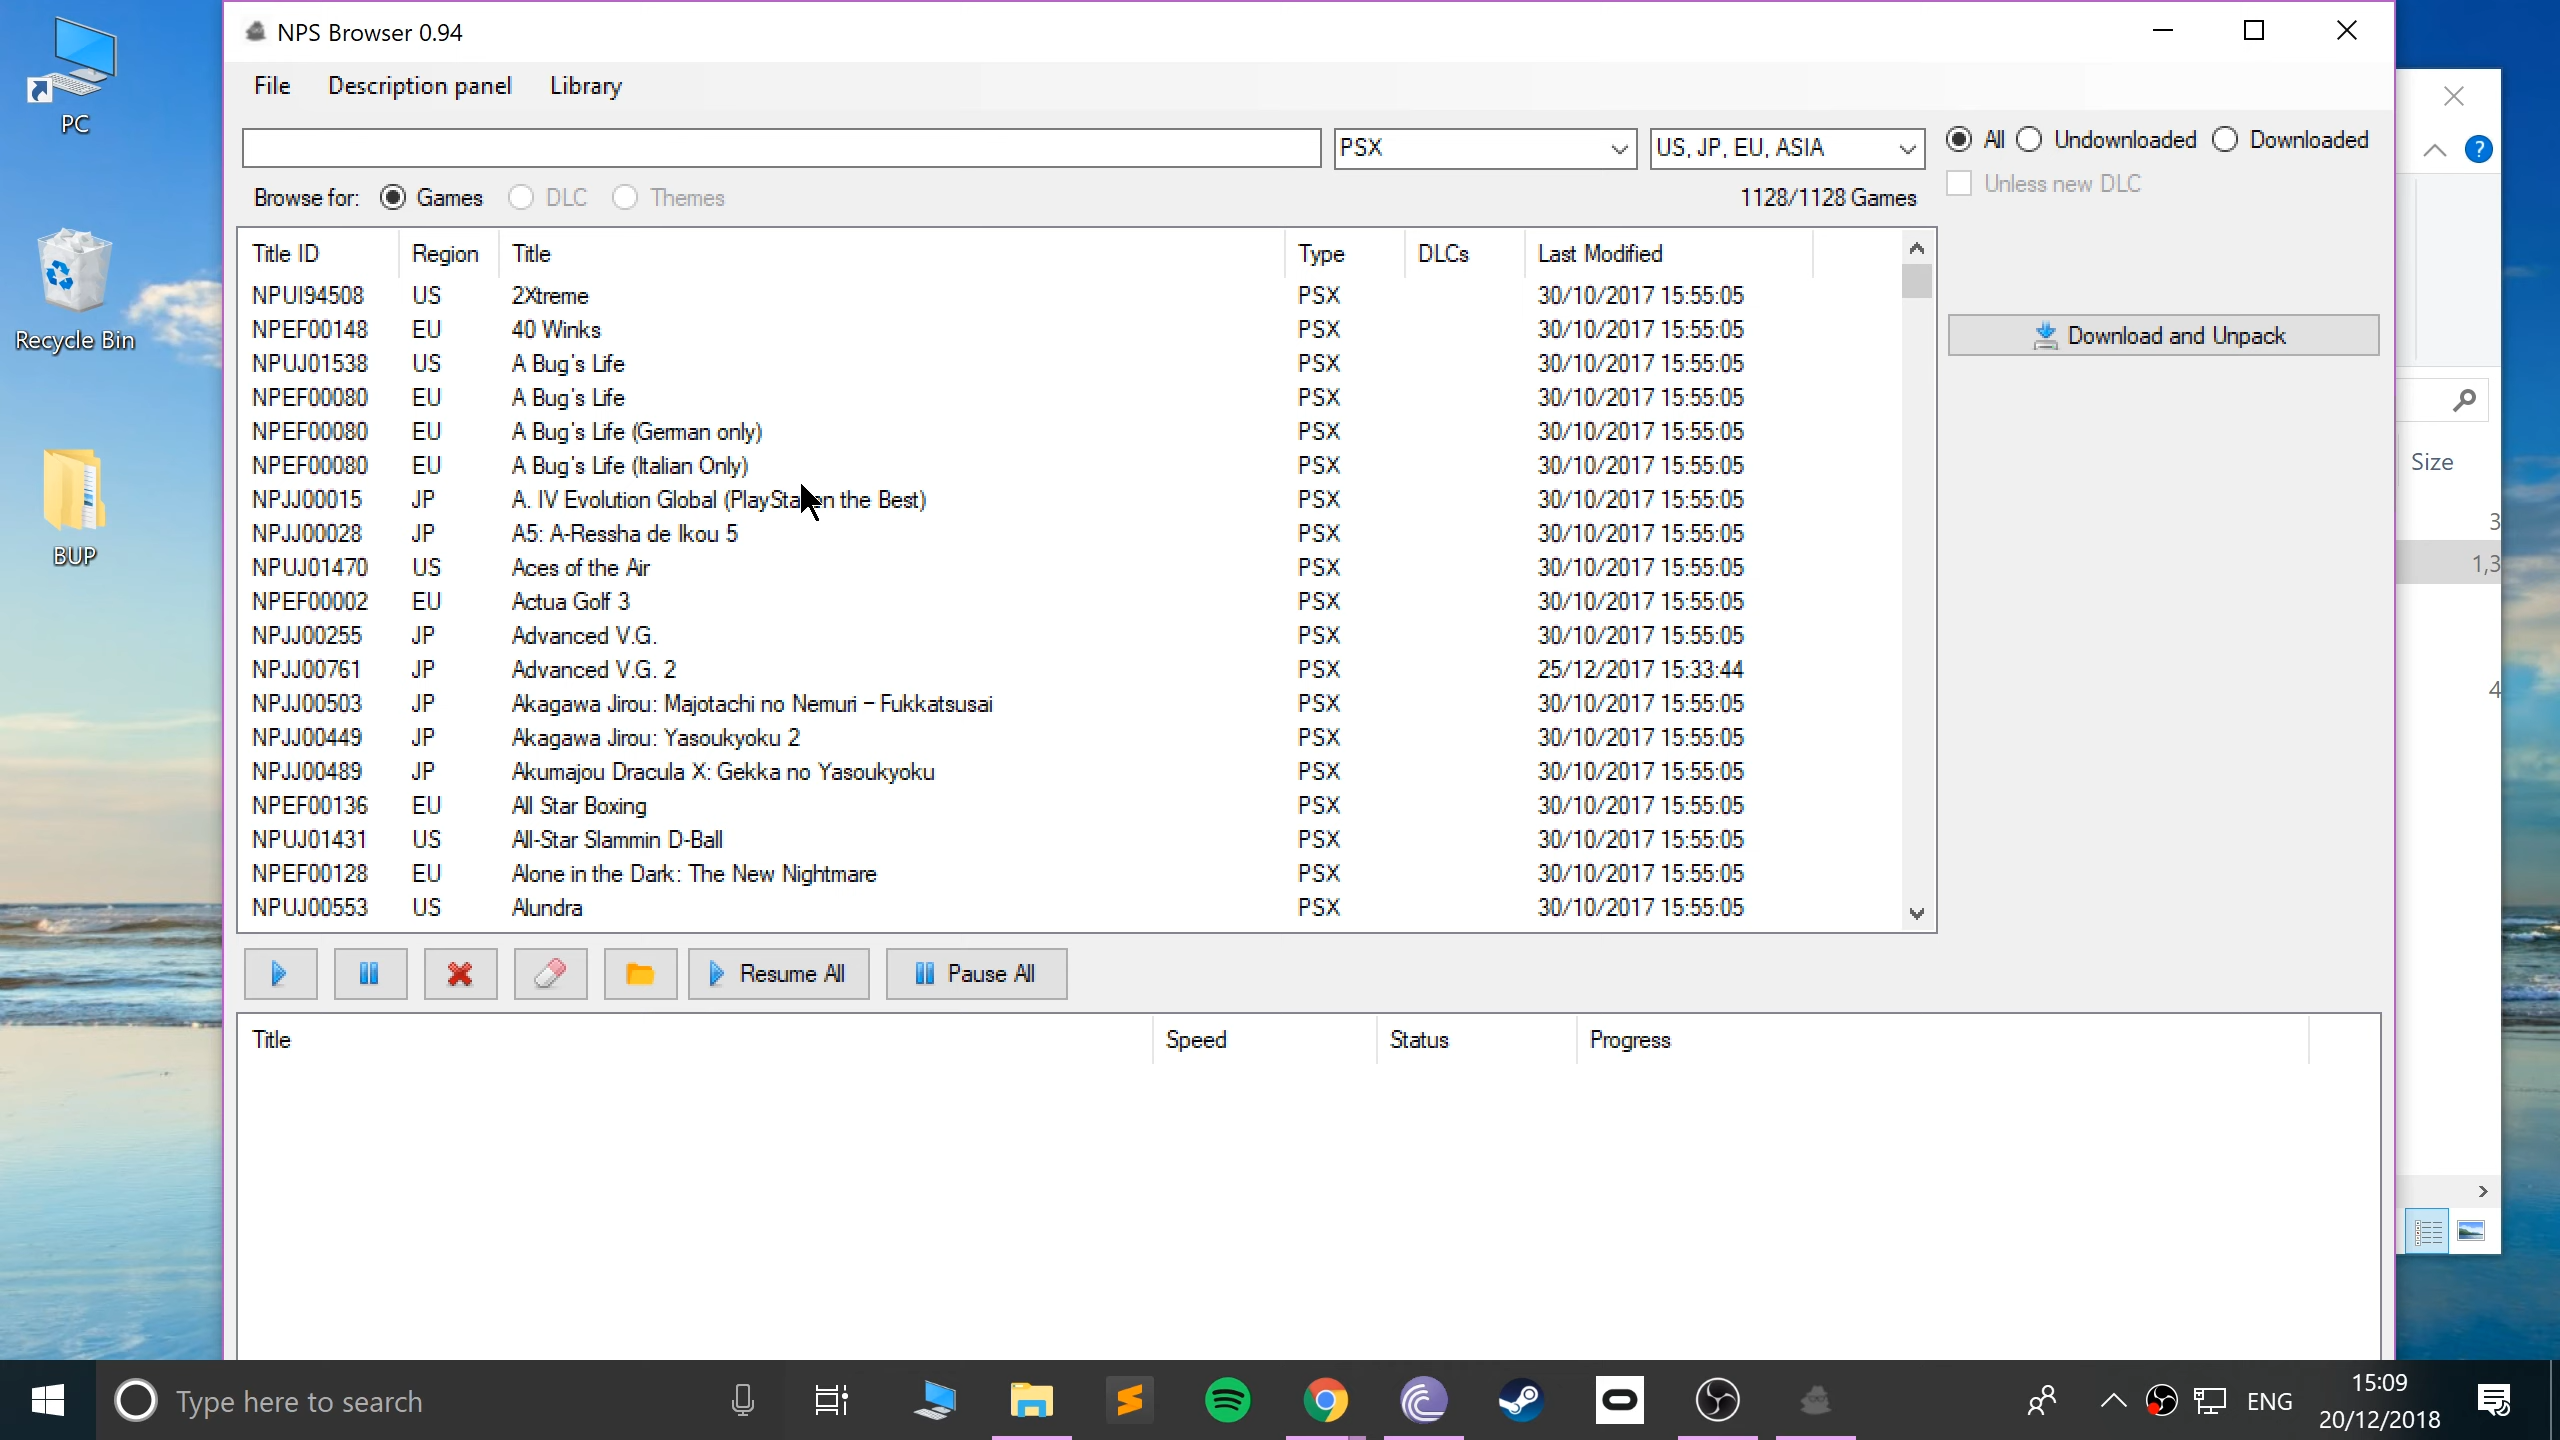 NPS Browser 0.94
File Description panel Library
PSX US, JP, EU, ASIA All Undownloaded Downloaded
Browse for: Games DLC Themes 1128/1128 Games Unless new DLC
Title ID Region Title Type DLCs Last Modified
NPUI94508 US 2Xtreme PSX 30/10/2017 15:55:05
NPEF00148 EU 40 Winks PSX 30/10/2017 15:55:05
Download and Unpack
NPUJ01538 US A Bug's Life PSX 30/10/2017 15:55:05
NPEF00080 EU A Bug's Life PSX 30/10/2017 15:55:05
NPEF00080 EU A Bug's Life (German only) PSX 30/10/2017 15:55:05
NPEF00080 EU A Bug's Life (Italian Only) PSX 30/10/2017 15:55:05
NPJJ00015 JP A. IV Evolution Global the Best) PSX 30/10/2017 15:55:05
NPJJ00028 JP A5: A-Ressha de Ikou 5 PSX 30/10/2017 15:55:05
NPUJ01470 US Aces of the Air PSX 30/10/2017 15:55:05
NPEF00002 EU Actua Golf 3 PSX 30/10/2017 15:55:05
NPJJ00255 JP Advanced V.G. PSX 30/10/2017 15:55:05
NPJJ00761 JP Advanced V.G. 2 PSX 25/12/2017 15:33:44
NPJJ00503 JP Akagawa Jirou: Majotachi no Nemuri – Fukkatsusai PSX 30/10/2017 15:55:05
NPJJ00449 JP Akagawa Jirou: Yasoukyoku 2 PSX 30/10/2017 15:55:05
NPJJ00489 JP Akumajou Dracula X: Gekka no Yasoukyoku PSX 30/10/2017 15:55:05
NPEF00136 EU All Star Boxing PSX 30/10/2017 15:55:05
NPUJ01431 US All-Star Slammin D-Ball PSX 30/10/2017 15:55:05
NPEF00128 EU Alone in the Dark: The New Nightmare PSX 30/10/2017 15:55:05
NPUJ00553 US Alundra PSX 30/10/2017 15:55:05
Resume All Pause All
Title Speed Status Progress
PC
Recycle Bin
BUP
Size
3
1,3
4
Type here to search
ENG
15:09
20/12/2018